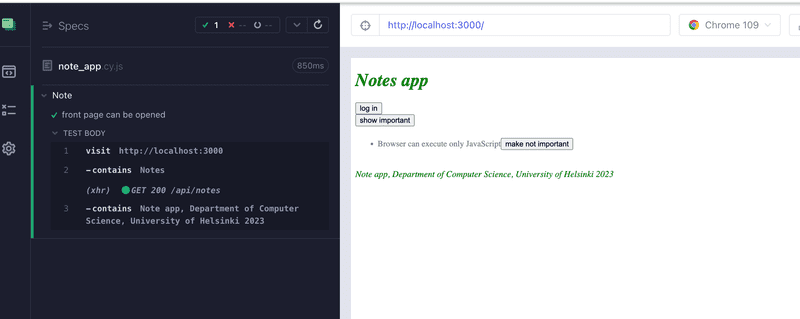 Specs
1
--
--
note_app.cy.js
850ms
Note
front page can be opened
TEST BODY
1 visit http://localhost:3000
2 -contains Notes
(xhr) GET 200 /api/notes
3 -contains Note app, Department of Computer
Science, University of Helsinki 2023
http://localhost:3000/
Chrome 109
Notes app
log in
show important
Browser can execute only JavaScript make not important
Note app, Department of Computer Science, University of Helsinki 2023